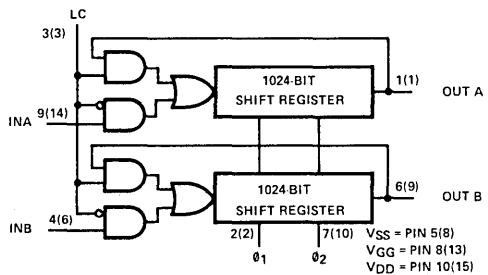 LC
3(3)
1024-BIT
SHIFT REGISTER
1(1)
OUT A
INA
9(14)
1024-BIT
SHIFT REGISTER
6(9)
OUT B
INB
4(6)
2(2)
7(10)
Ø1
Ø2
VSS = PIN 5(8)
VGG = PIN 8(13)
VDD = PIN 10(15)